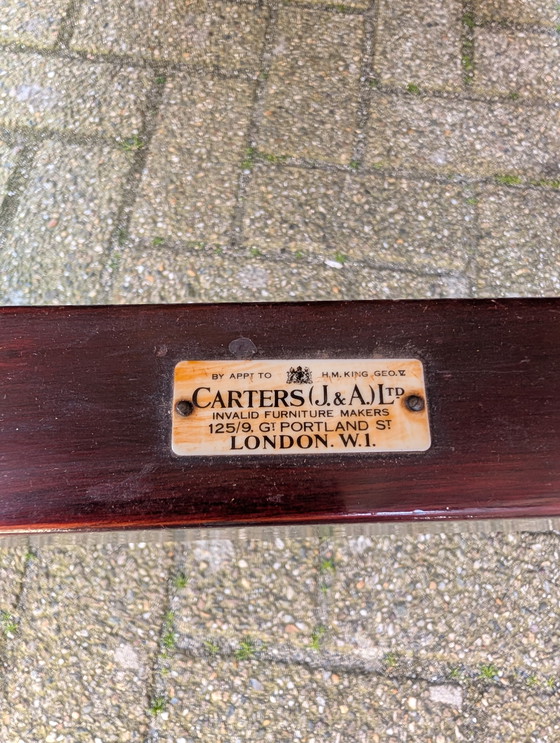 BY APPT TO H.M. KING GEO. V.
CARTERS (J. & A.) LTD
INVALID FURNITURE MAKERS
125/9, GT PORTLAND ST
LONDON. W.1.